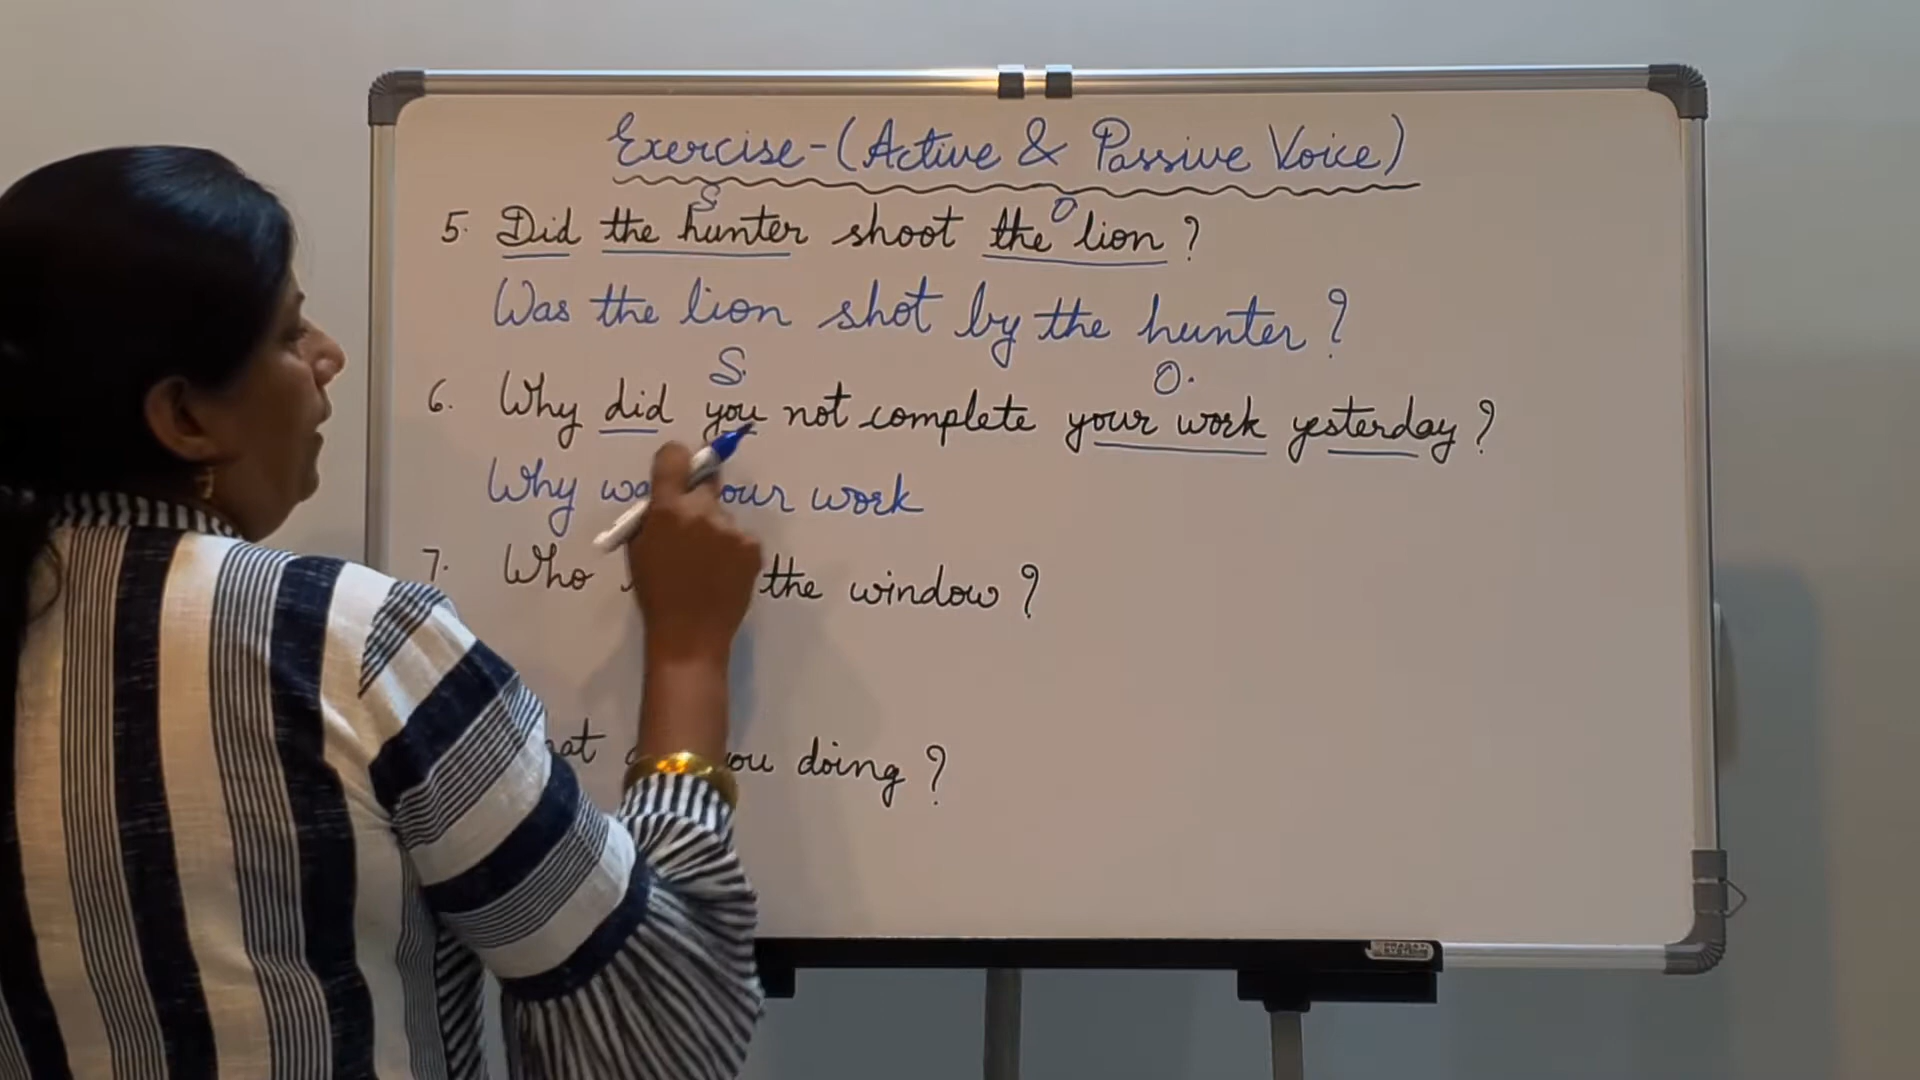 Exercise-(Active & Passive Voice)
S O
5. Did the hunter shoot the lion ?
Was the lion shot by the hunter ?
S. O.
6. Why did you not complete your work yesterday ?
Why work
7. Who the window ?
doing ?